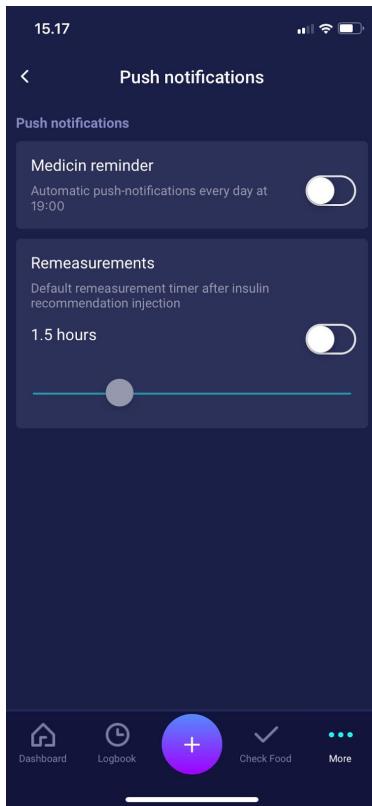 15.17
Push notifications
Push notifications
Medicin reminder
Automatic push-notifications every day at
19:00
Remeasurements
Default remeasurement timer after insulin
recommendation injection
1.5 hours
Dashboard
Logbook
+
Check Food
More